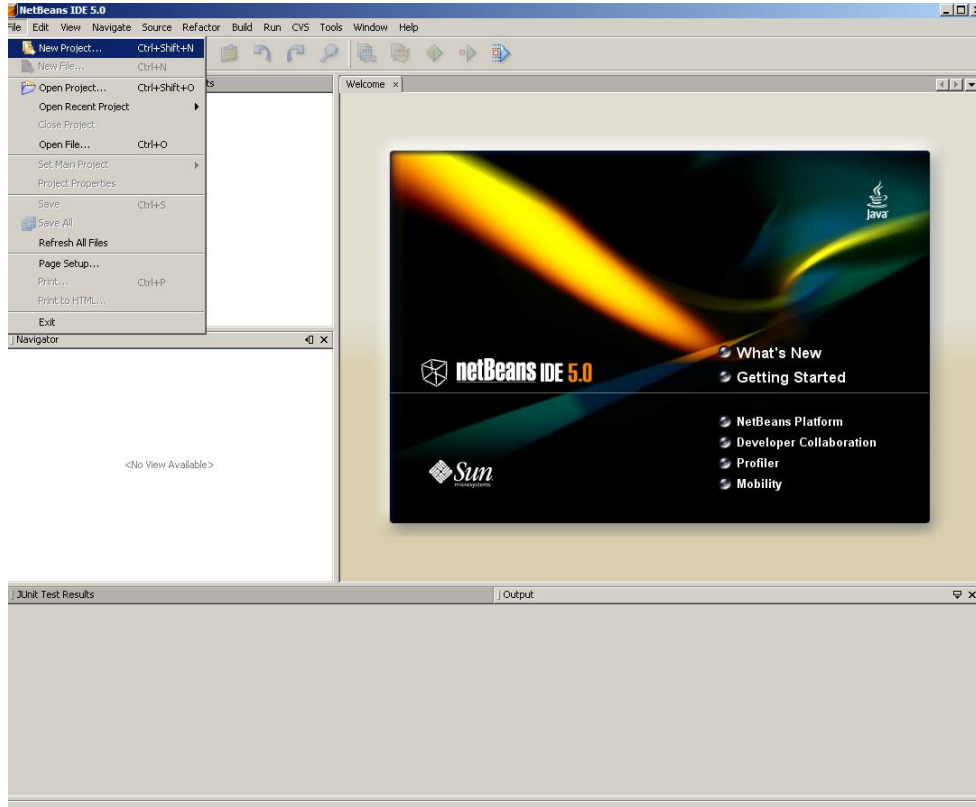 NetBeans IDE 5.0
File Edit View Navigate Source Refactor Build Run CVS Tools Window Help
New Project... Ctrl+Shift+N
New File... Ctrl+N
Open Project... Ctrl+Shift+O
Open Recent Project
Close Project
Open File... Ctrl+O
Set Main Project
Project Properties
Save Ctrl+S
Save All
Refresh All Files
Page Setup...
Print... Ctrl+P
Print to HTML...
Exit
ts
Welcome
Java
netBeans IDE 5.0
What's New
Getting Started
NetBeans Platform
Developer Collaboration
Profiler
Mobility
Sun
microsystems
Navigator
<No View Available>
JUnit Test Results
Output